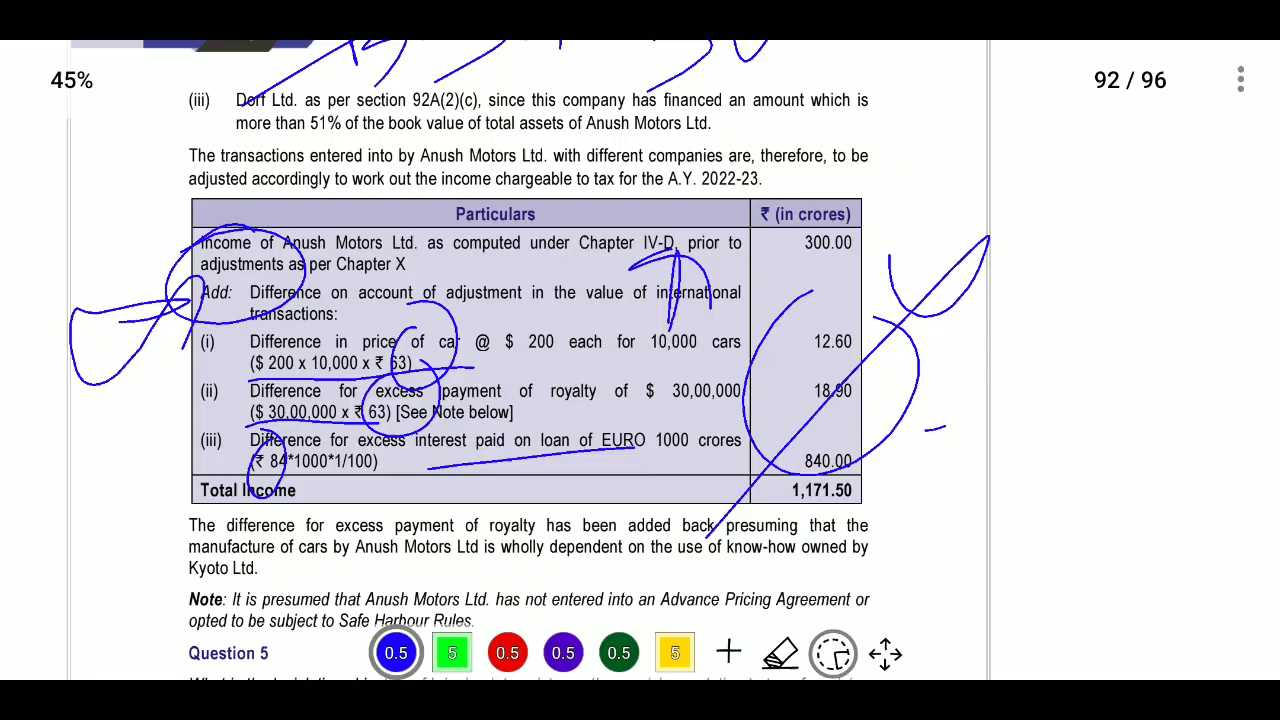 45%
92 / 96
(iii) Dorf Ltd. as per section 92A(2)(c), since this company has financed an amount which is
more than 51% of the book value of total assets of Anush Motors Ltd.
The transactions entered into by Anush Motors Ltd. with different companies are, therefore, to be
adjusted accordingly to work out the income chargeable to tax for the A.Y. 2022-23.
Particulars ₹ (in crores)
Income of Anush Motors Ltd. as computed under Chapter IV-D, prior to 300.00
adjustments as per Chapter X
Add: Difference on account of adjustment in the value of international
transactions:
(i) Difference in price of car @ $ 200 each for 10,000 cars 12.60
($ 200 x 10,000 x ₹ 63)
(ii) Difference for excess payment of royalty of $ 30,00,000 18.90
($ 30,00,000 x ₹ 63) [See Note below]
(iii) Difference for excess interest paid on loan of EURO 1000 crores
(₹ 84*1000*1/100) 840.00
Total Income 1,171.50
The difference for excess payment of royalty has been added back presuming that the
manufacture of cars by Anush Motors Ltd is wholly dependent on the use of know-how owned by
Kyoto Ltd.
Note: It is presumed that Anush Motors Ltd. has not entered into an Advance Pricing Agreement or
opted to be subject to Safe Harbour Rules.
Question 5
0.5 5 0.5 0.5 0.5 5